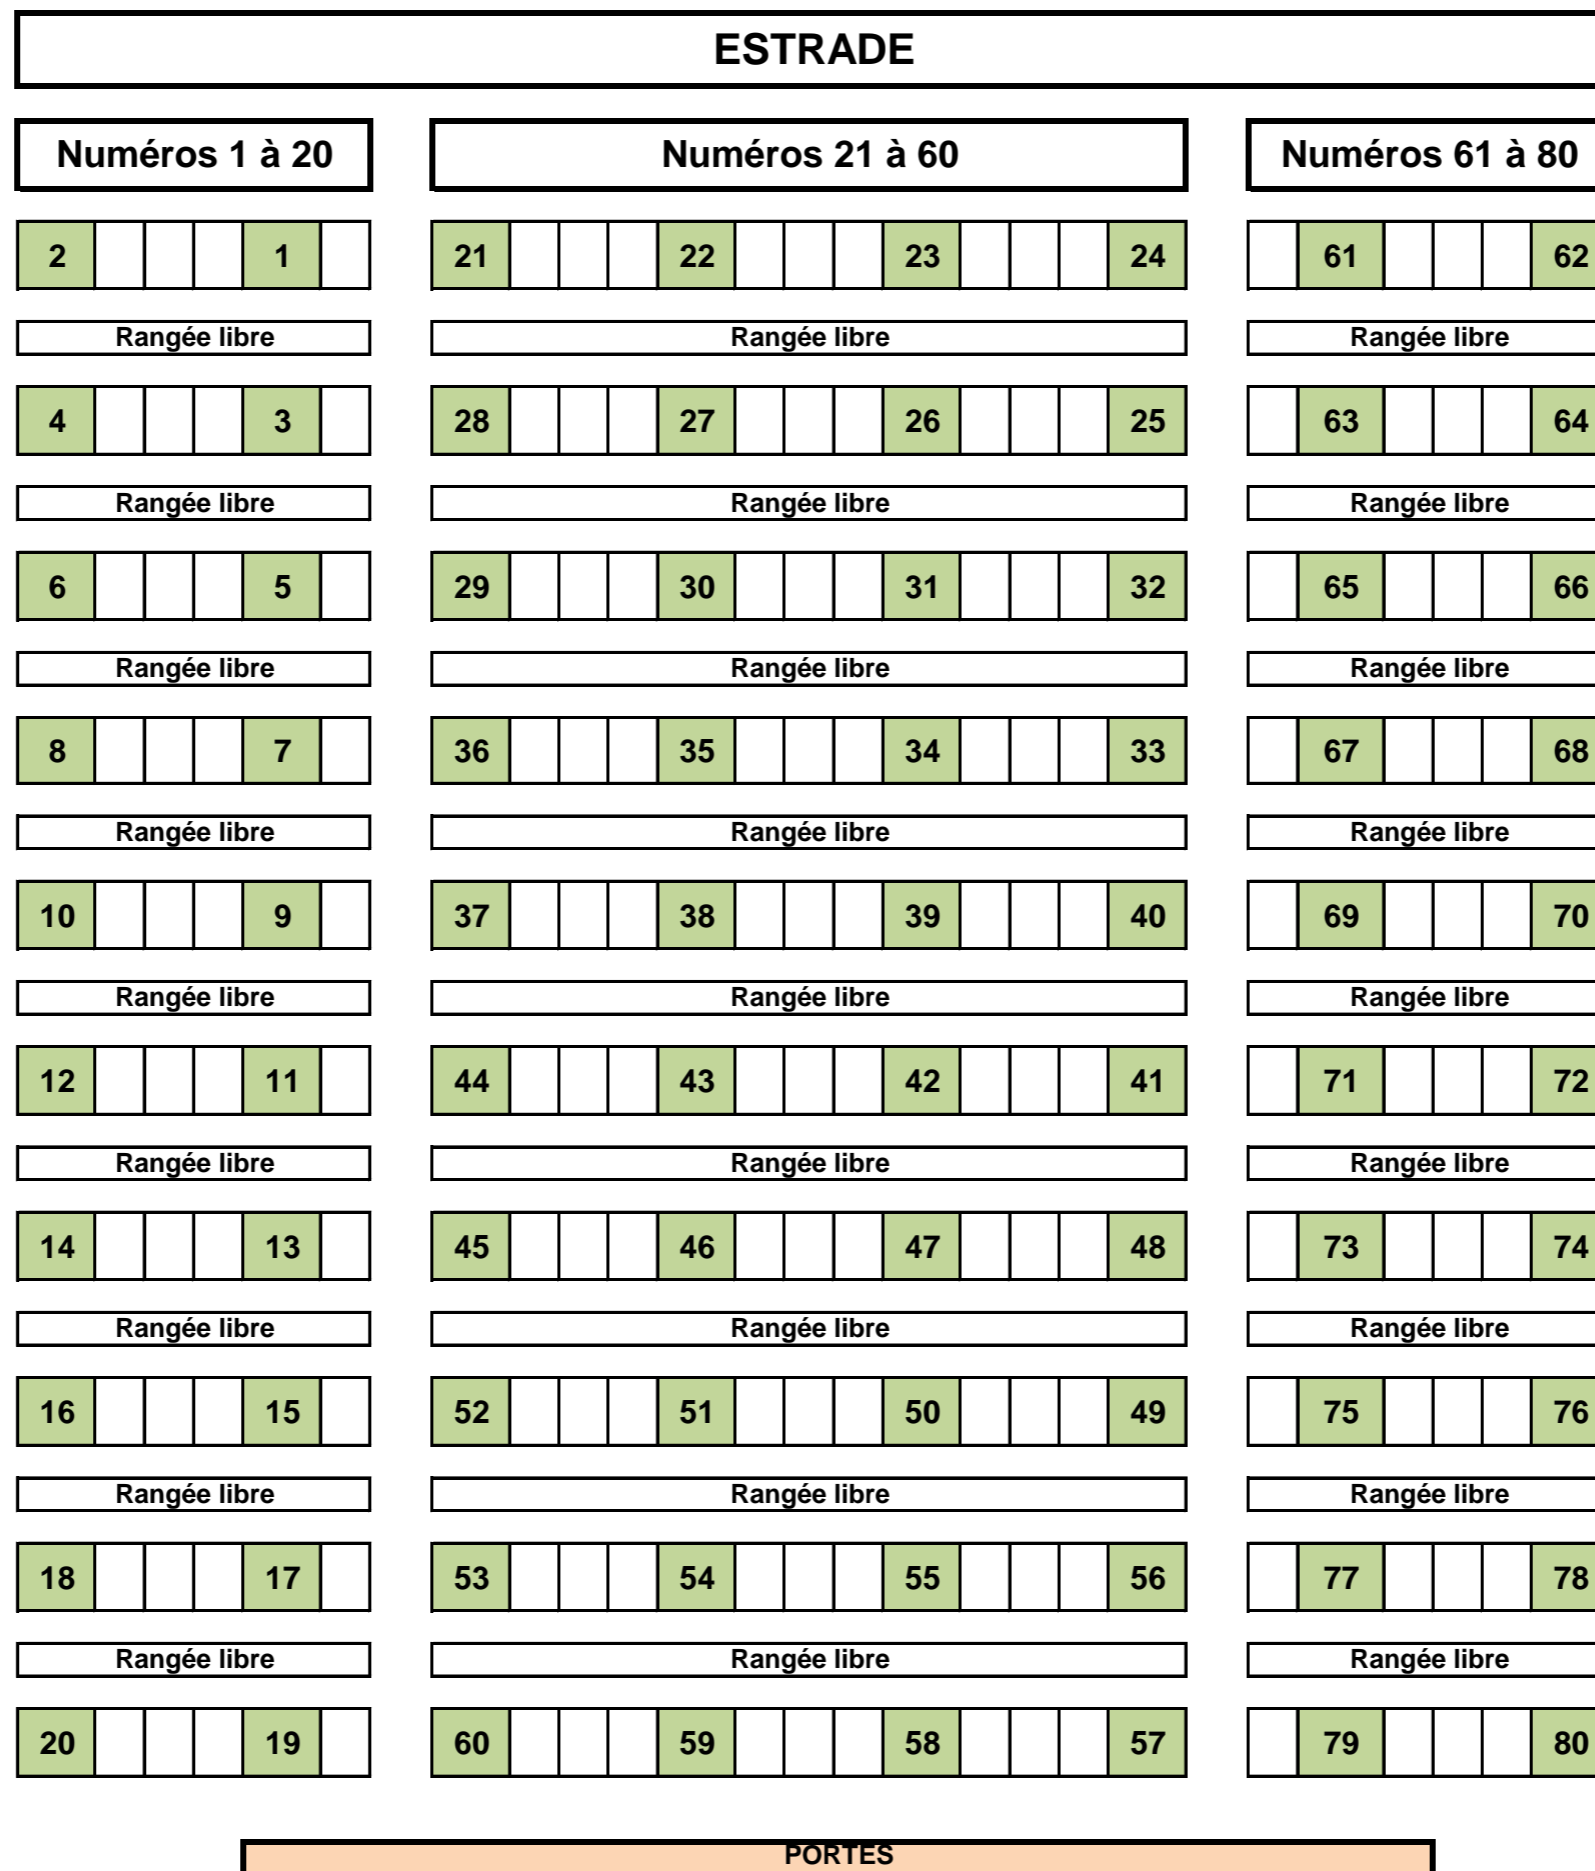 ESTRADE
Numéros 1 à 20 Numéros 21 à 60 Numéros 61 à 80
2 1 21 22 23 24 61 62
Rangée libre Rangée libre Rangée libre
4 3 28 27 26 25 63 64
Rangée libre Rangée libre Rangée libre
6 5 29 30 31 32 65 66
Rangée libre Rangée libre Rangée libre
8 7 36 35 34 33 67 68
Rangée libre Rangée libre Rangée libre
10 9 37 38 39 40 69 70
Rangée libre Rangée libre Rangée libre
12 11 44 43 42 41 71 72
Rangée libre Rangée libre Rangée libre
14 13 45 46 47 48 73 74
Rangée libre Rangée libre Rangée libre
16 15 52 51 50 49 75 76
Rangée libre Rangée libre Rangée libre
18 17 53 54 55 56 77 78
Rangée libre Rangée libre Rangée libre
20 19 60 59 58 57 79 80
PORTES